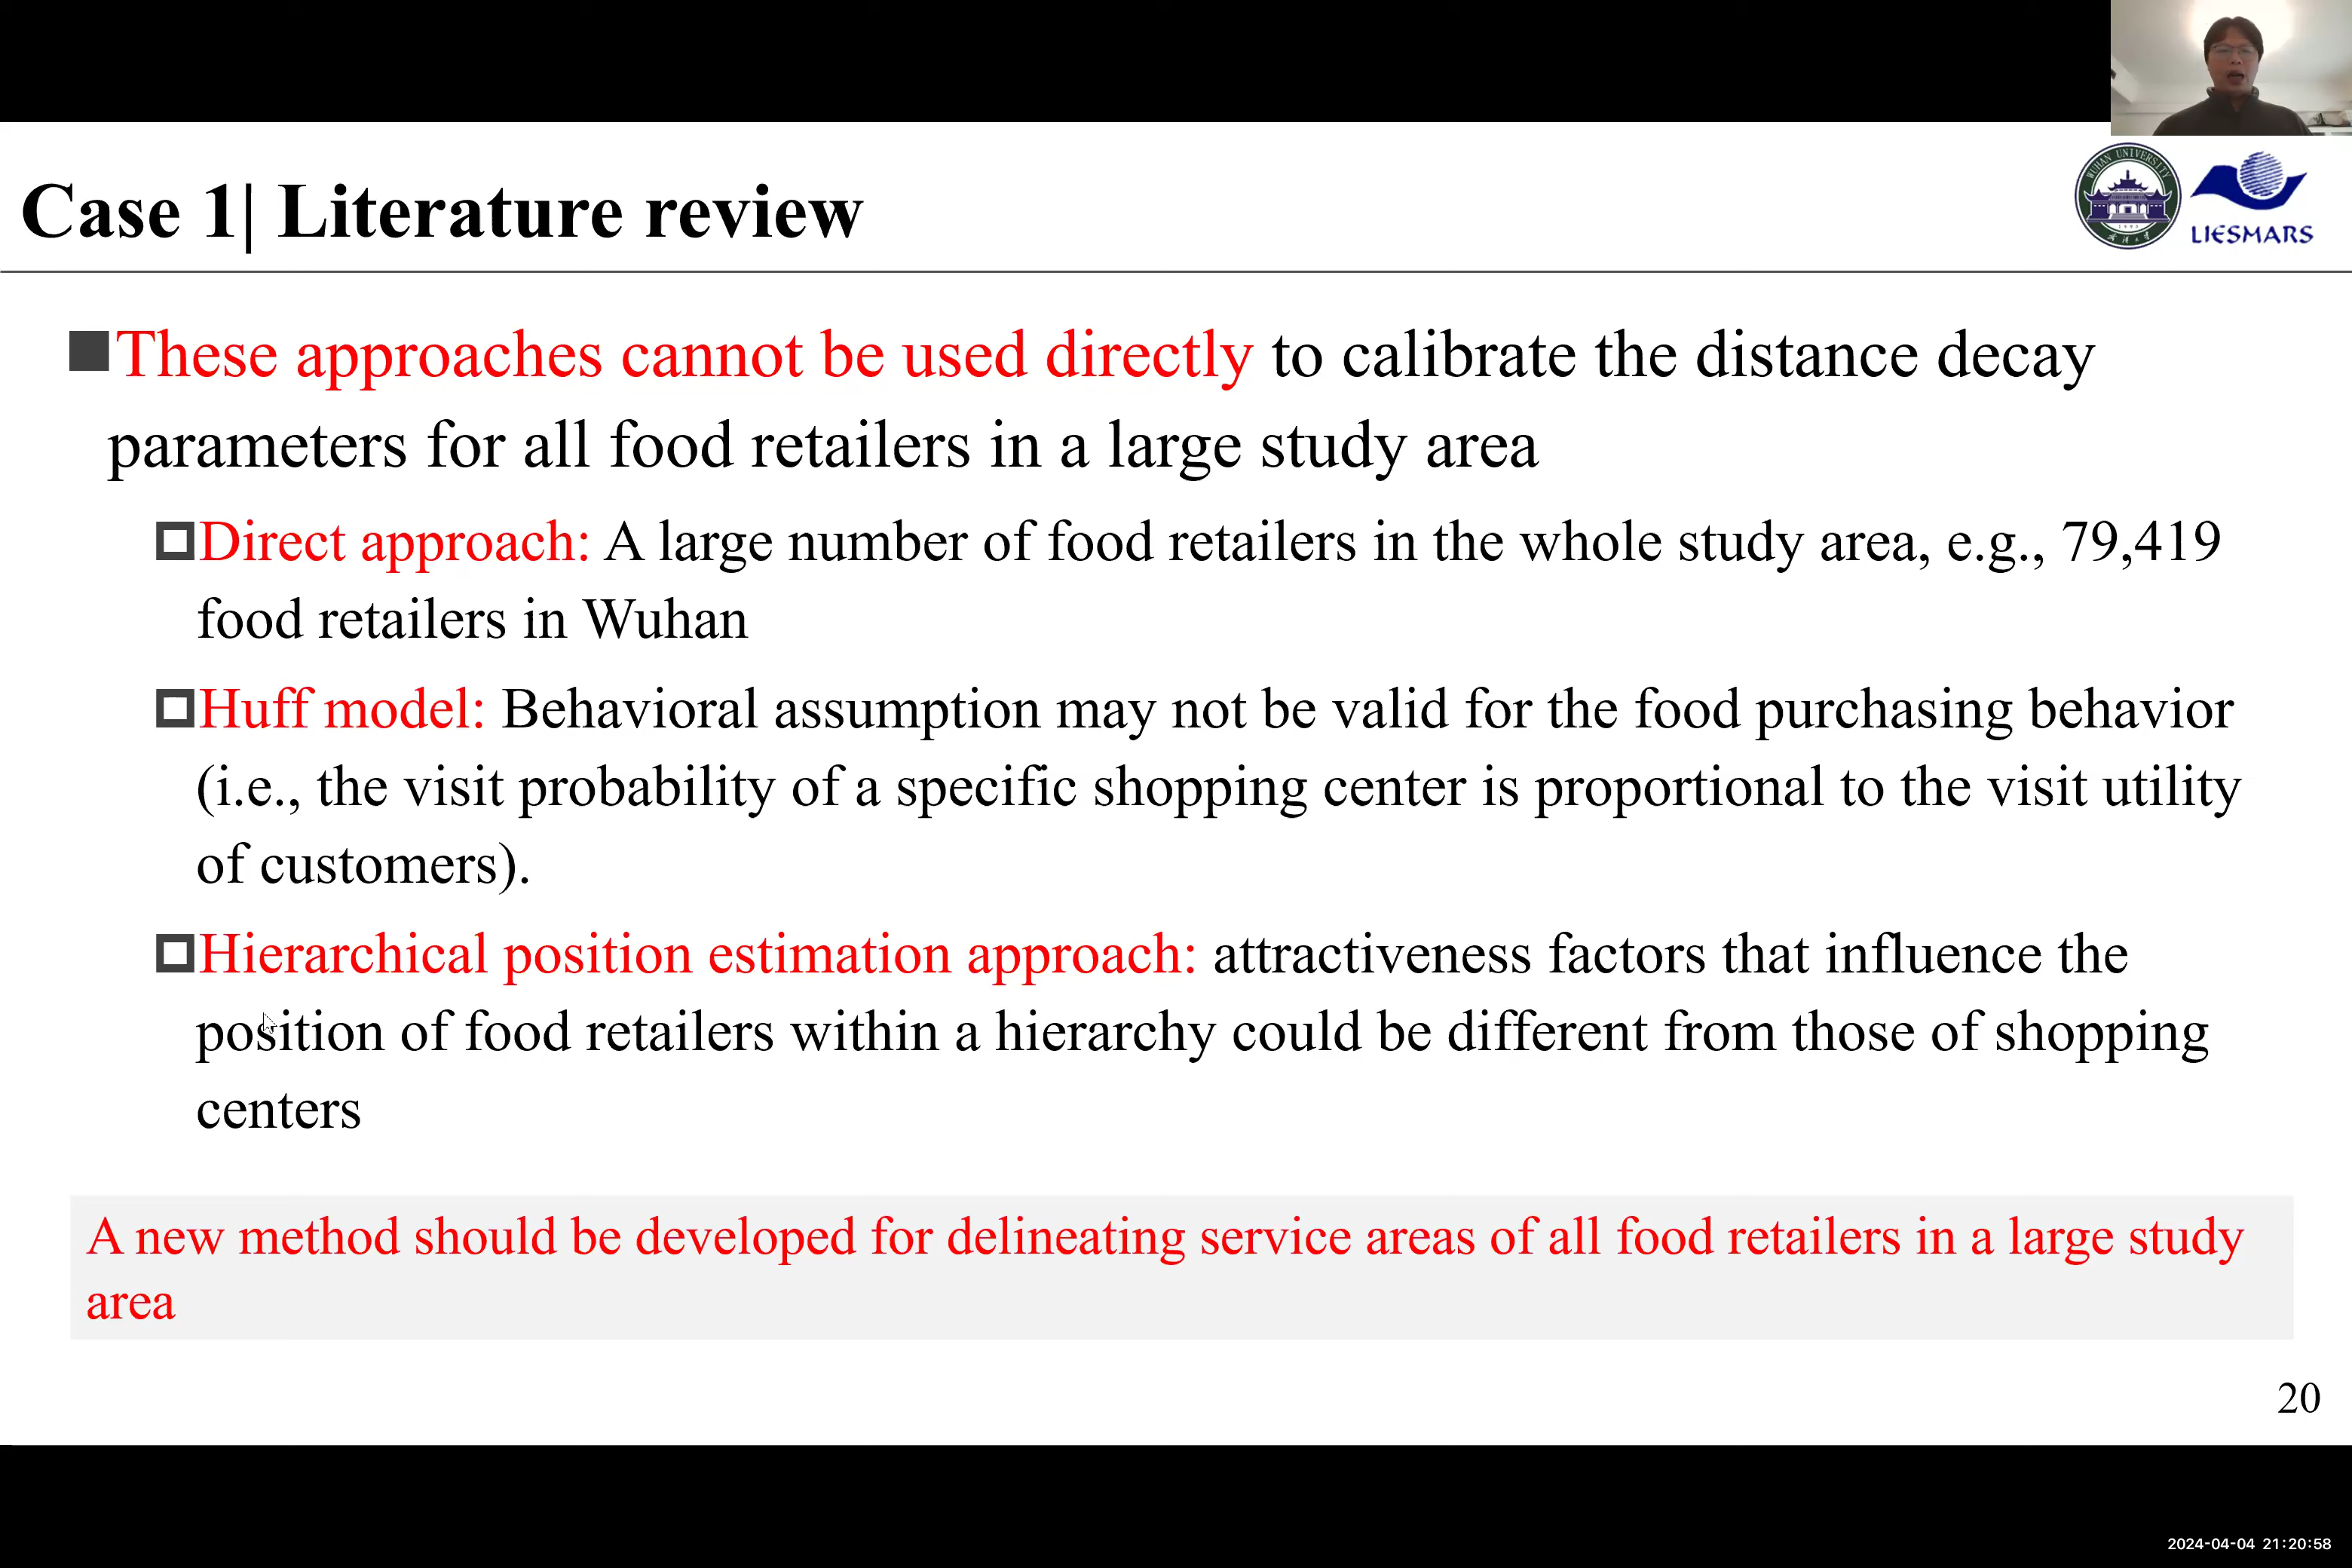 Case 1| Literature review
WUHAN UNIVERSITY
LIESMARS
These approaches cannot be used directly to calibrate the distance decay
parameters for all food retailers in a large study area
Direct approach: A large number of food retailers in the whole study area, e.g., 79,419
food retailers in Wuhan
Huff model: Behavioral assumption may not be valid for the food purchasing behavior
(i.e., the visit probability of a specific shopping center is proportional to the visit utility
of customers).
Hierarchical position estimation approach: attractiveness factors that influence the
position of food retailers within a hierarchy could be different from those of shopping
centers
A new method should be developed for delineating service areas of all food retailers in a large study
area
20
2024-04-04 21:20:58